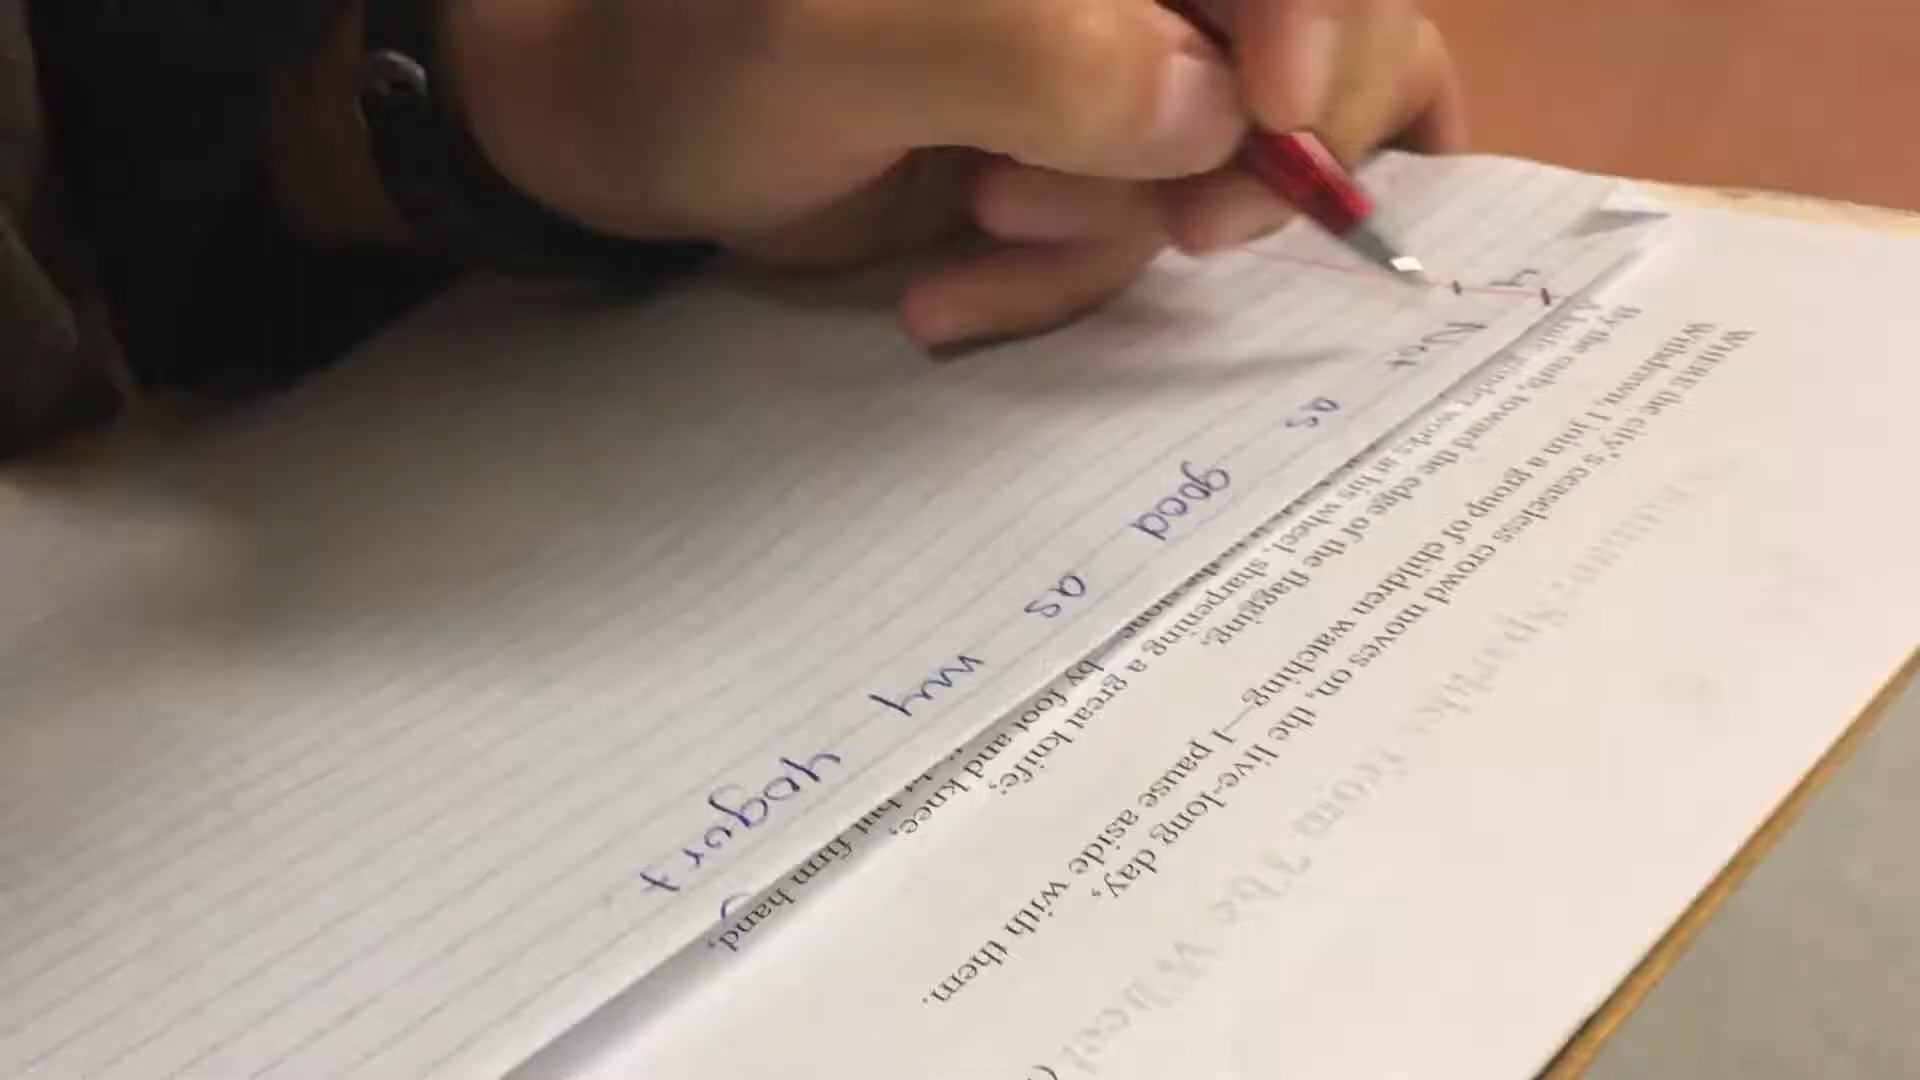 Sparkles from The Wheel
WHERE the city's ceaseless crowd moves on, the live-long day,
Withdrawn, I join a group of children watching—I pause aside with them.
By the curb, toward the edge of the flagging,
A knife-grinder works at his wheel, sharpening a great knife;
by foot and knee,
but firm hand,
4
Not as good as my yogurt